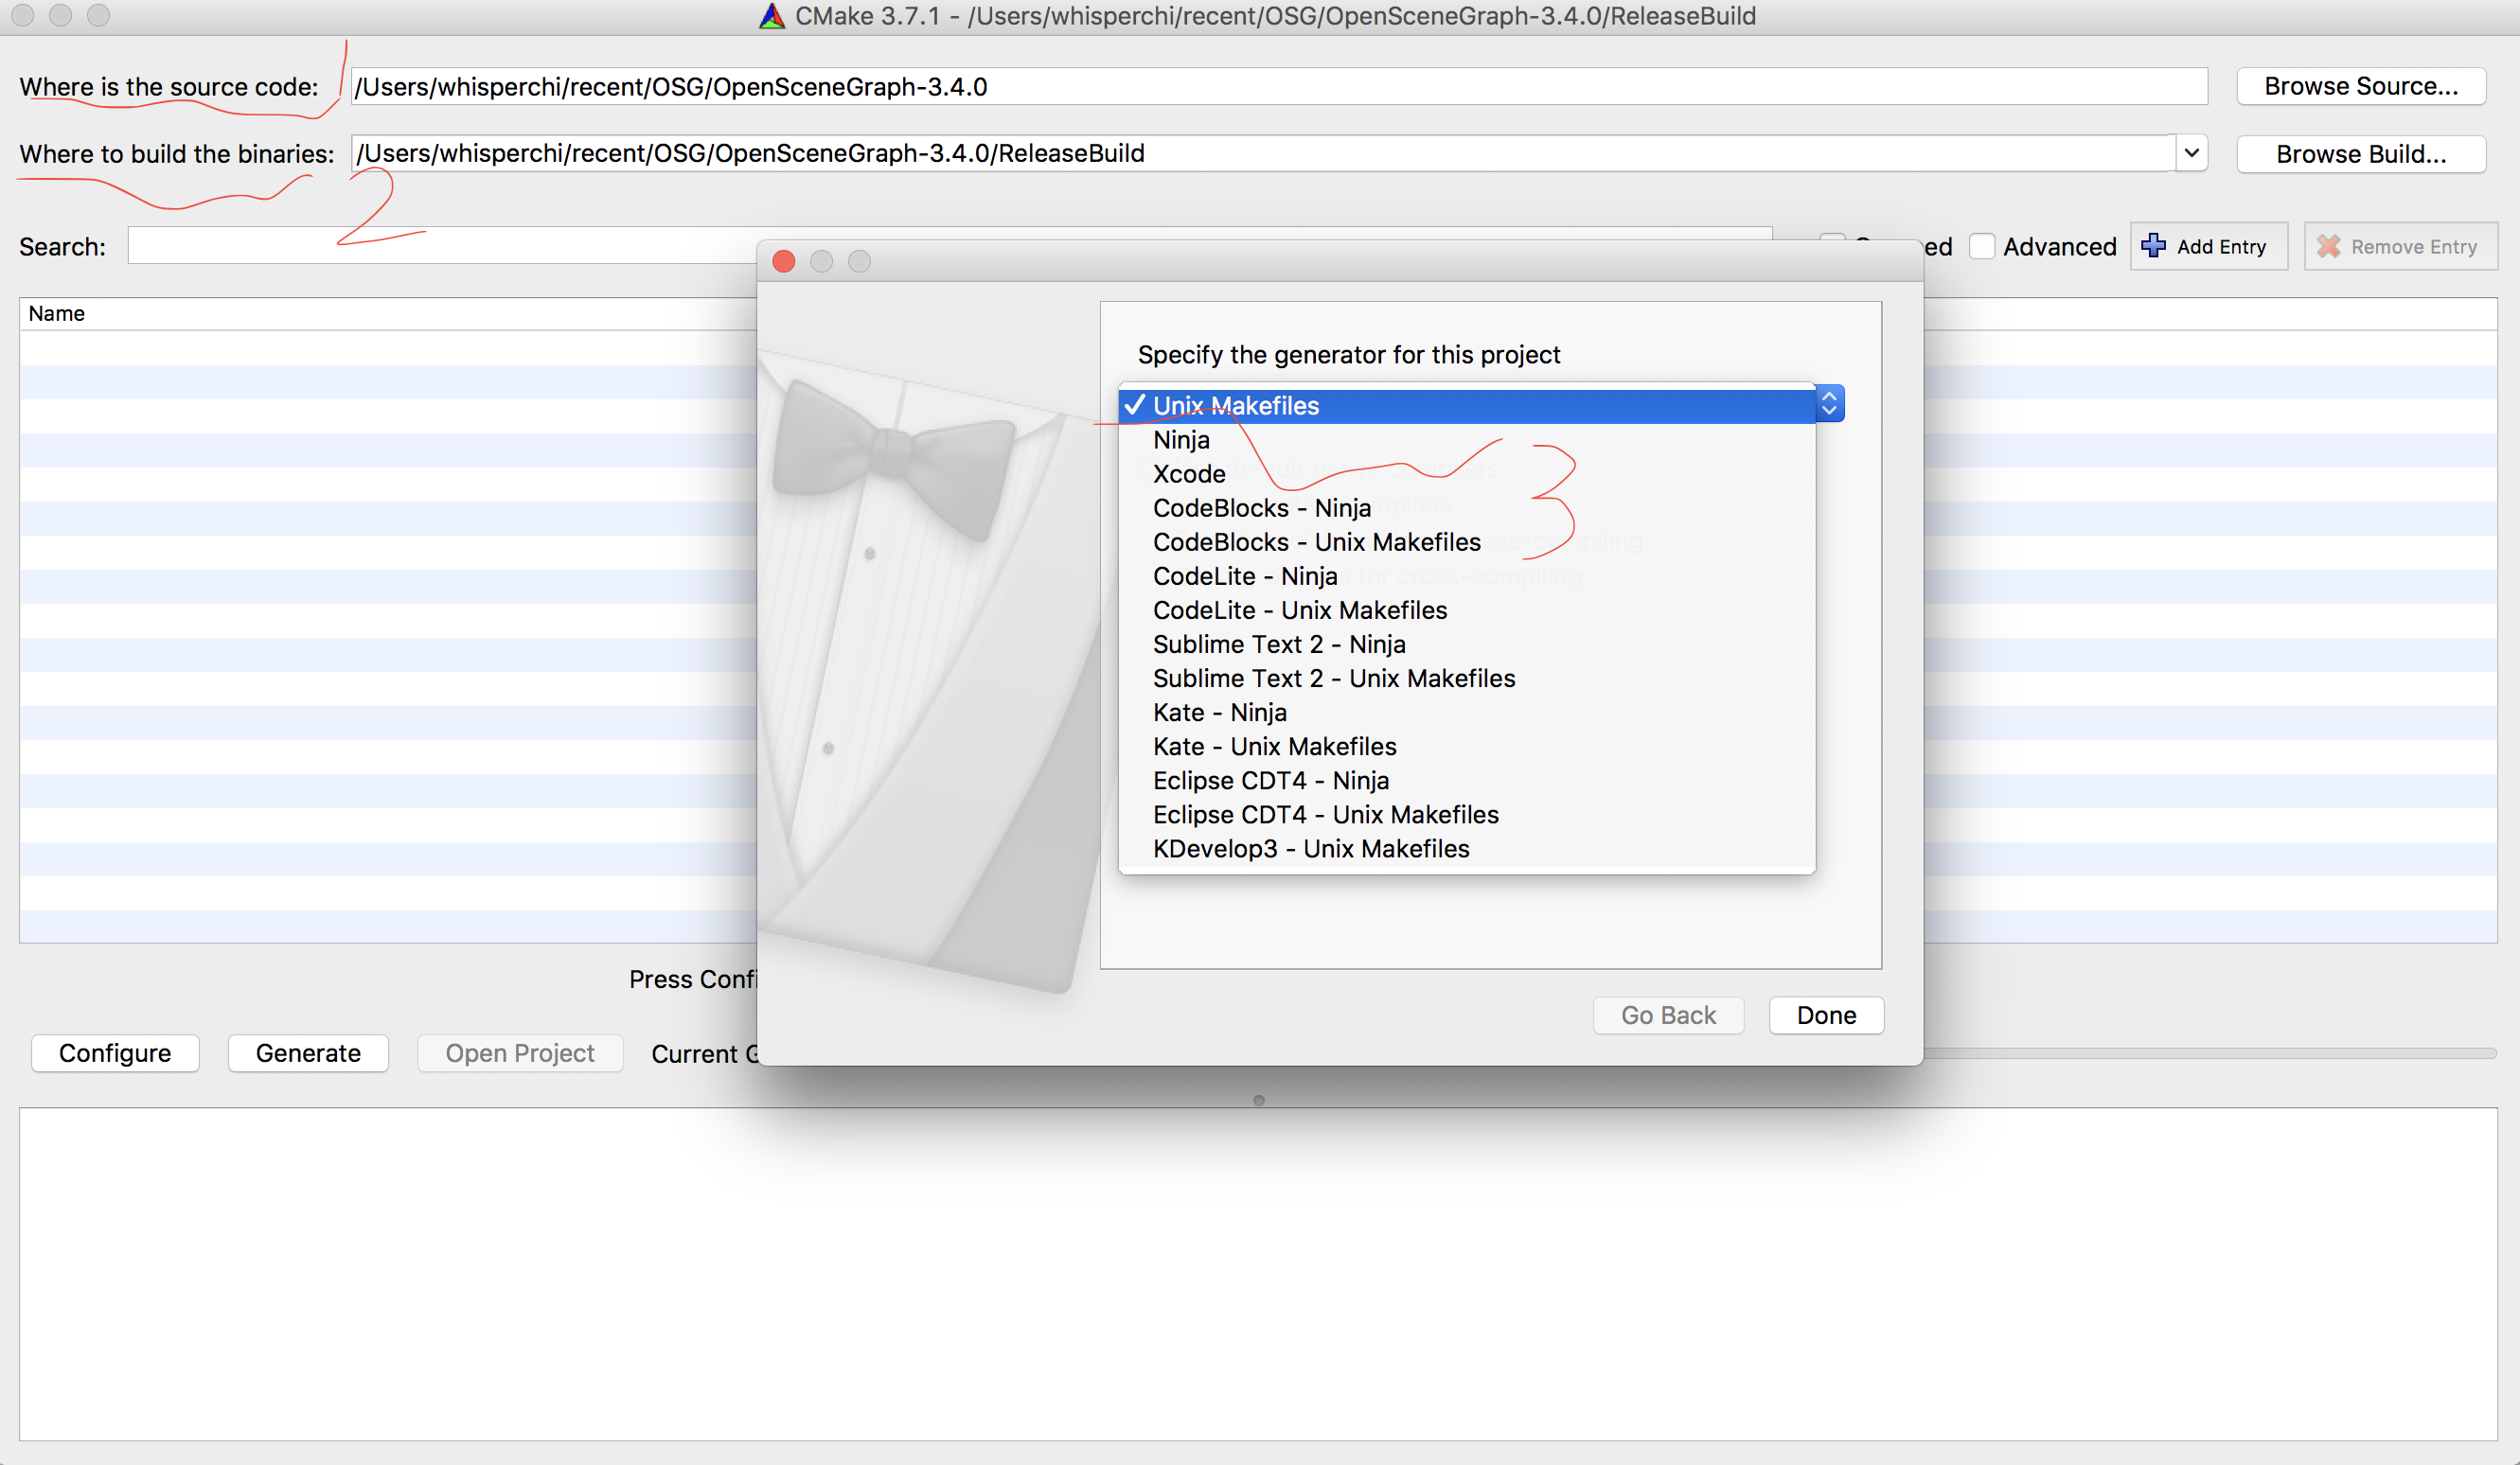 CMake 3.7.1 - /Users/whisperchi/recent/OSG/OpenSceneGraph-3.4.0/ReleaseBuild
Where is the source code: 1 /Users/whisperchi/recent/OSG/OpenSceneGraph-3.4.0 Browse Source...
Where to build the binaries: /Users/whisperchi/recent/OSG/OpenSceneGraph-3.4.0/ReleaseBuild Browse Build...
2
Search: ed Advanced Add Entry Remove Entry
Name
Specify the generator for this project
Unix Makefiles
Ninja
Xcode
3
CodeBlocks - Ninja
CodeBlocks - Unix Makefiles
CodeLite - Ninja
CodeLite - Unix Makefiles
Sublime Text 2 - Ninja
Sublime Text 2 - Unix Makefiles
Kate - Ninja
Kate - Unix Makefiles
Eclipse CDT4 - Ninja
Eclipse CDT4 - Unix Makefiles
KDevelop3 - Unix Makefiles
Go Back Done
Press Confi
Configure Generate Open Project Current G